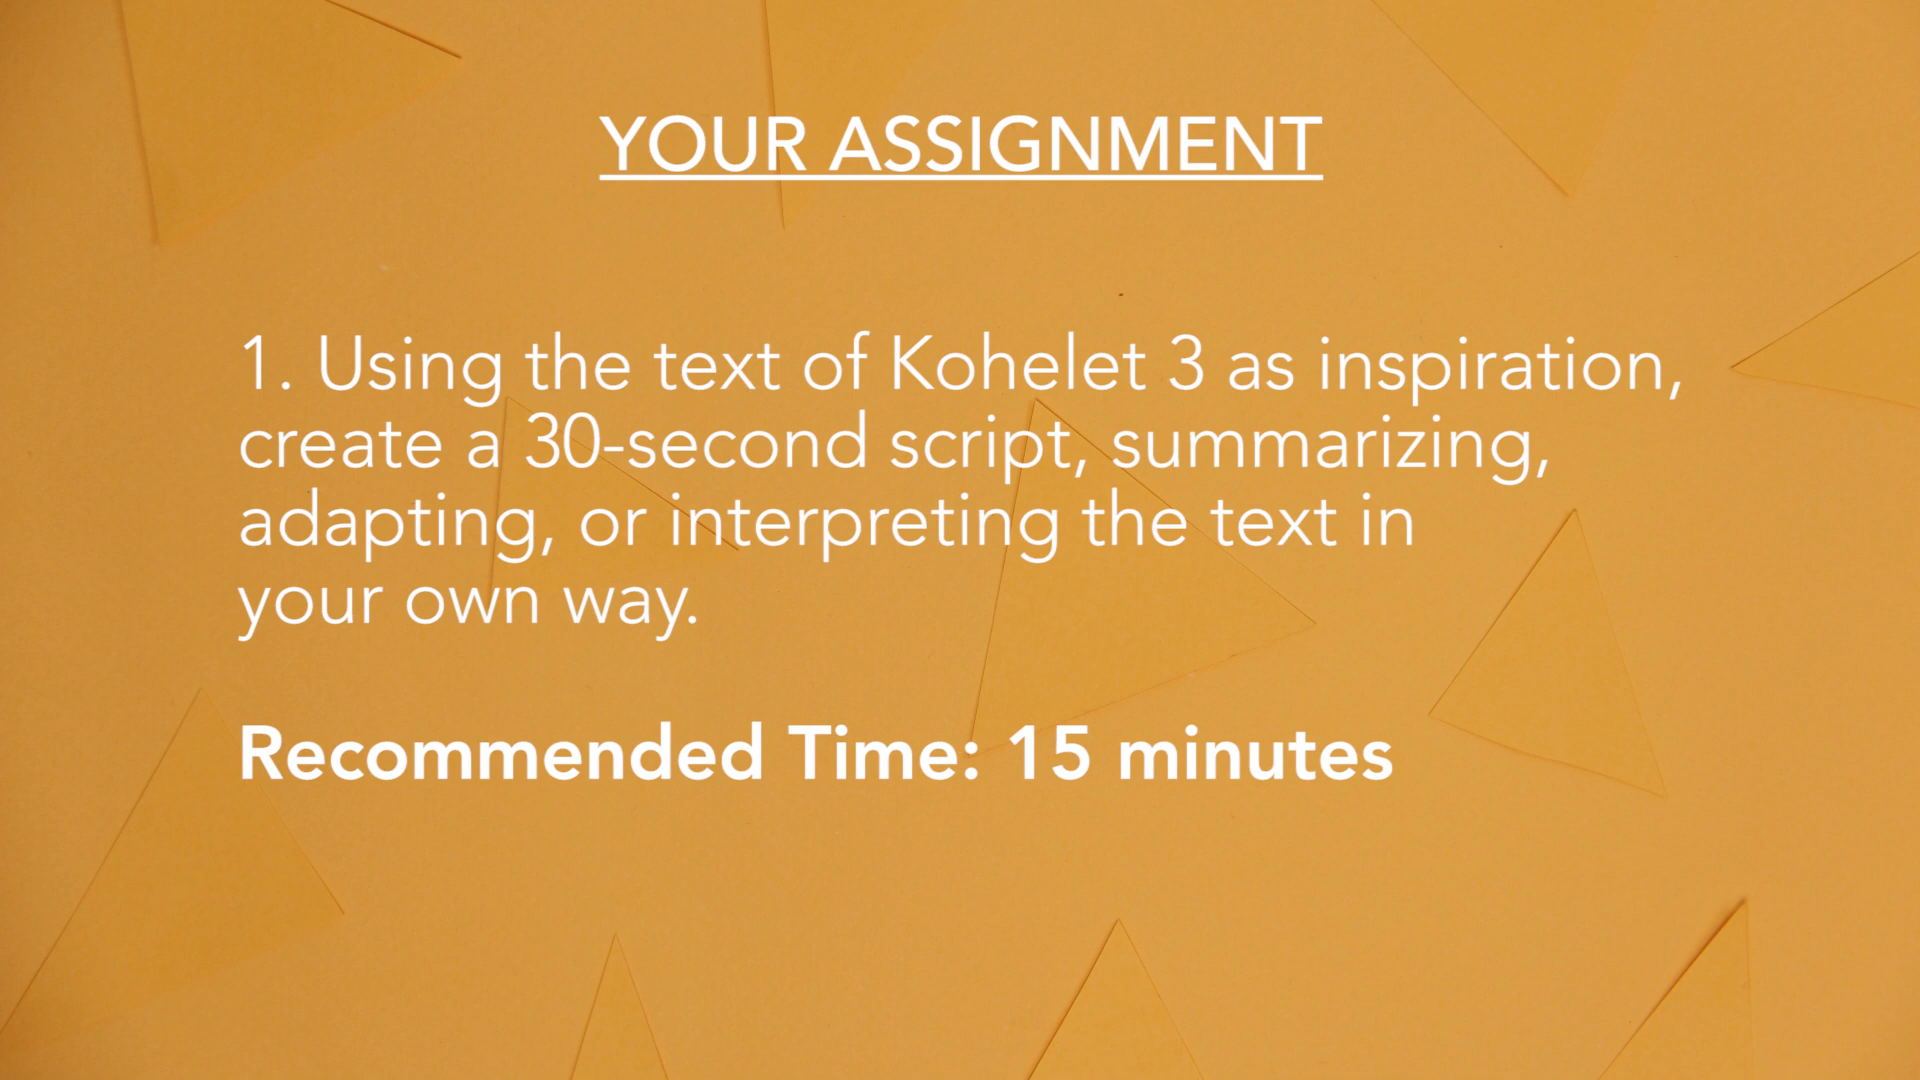 YOUR ASSIGNMENT
1. Using the text of Kohelet 3 as inspiration,
create a 30-second script, summarizing,
adapting, or interpreting the text in
your own way.
Recommended Time: 15 minutes